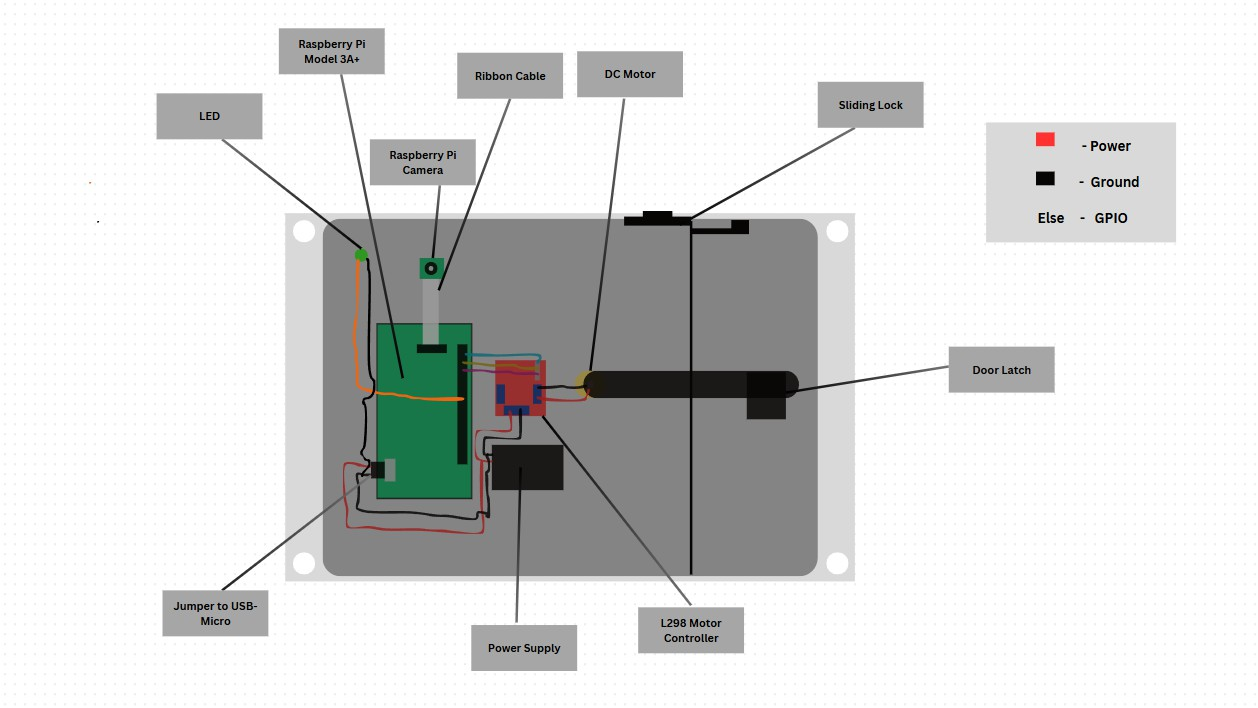 Raspberry Pi
Model 3A+
Ribbon Cable
DC Motor
Sliding Lock
LED
Raspberry Pi
Camera
- Power
- Ground
Else - GPIO
Door Latch
Jumper to USB-
Micro
Power Supply
L298 Motor
Controller